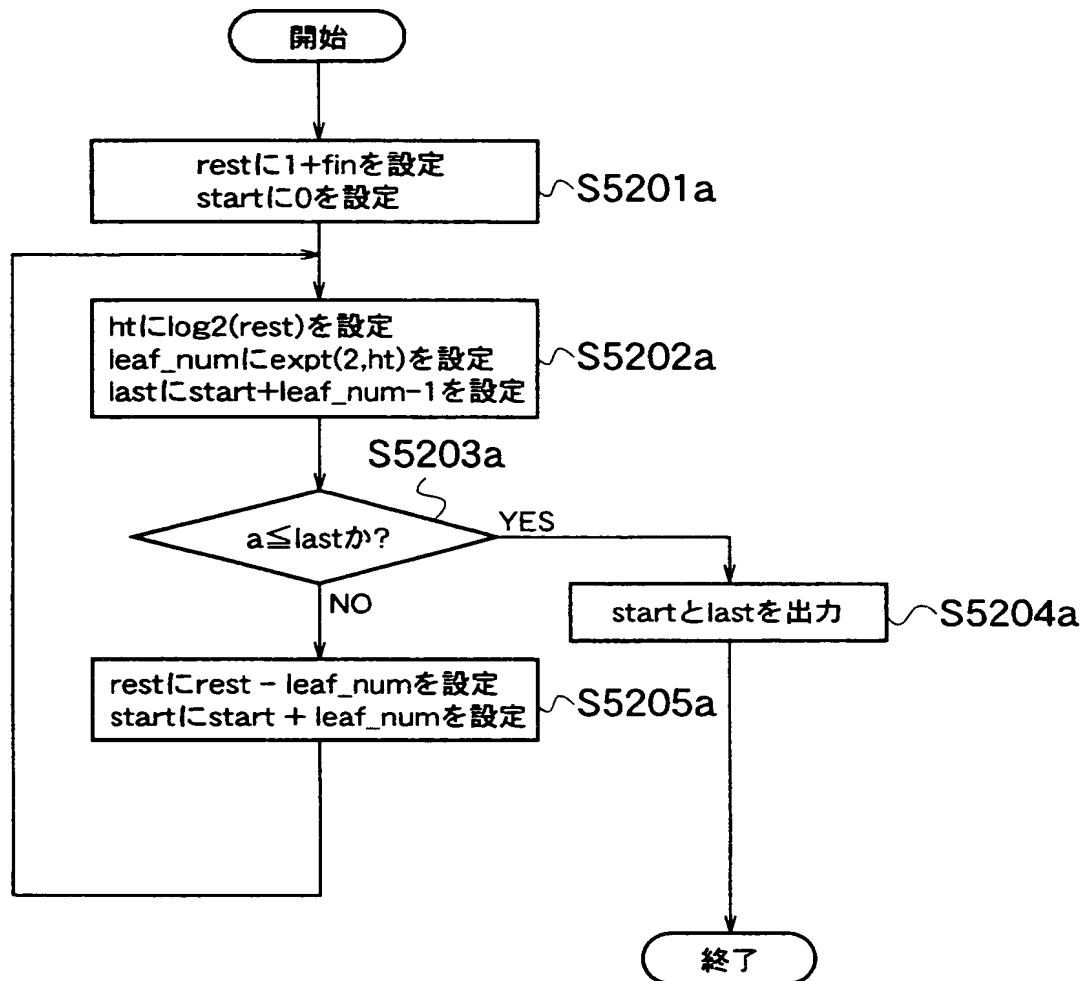 開始
restに1+finを設定
startに0を設定
S5201a
htにlog2(rest)を設定
leaf_numにexpt(2,ht)を設定
lastにstart+leaf_num-1を設定
S5202a
S5203a
a≦lastか?
YES
NO
startとlastを出力
S5204a
restにrest - leaf_numを設定
startにstart + leaf_numを設定
S5205a
終了